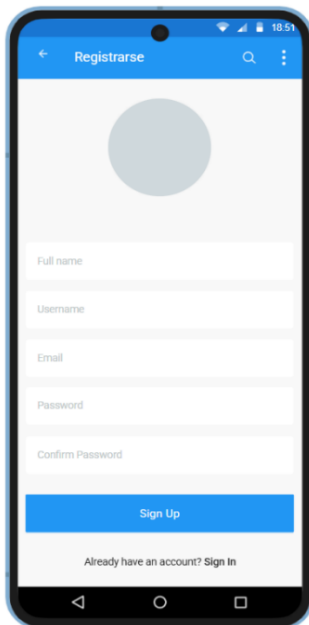 18:51
Registrarse
Full name
Username
Email
Password
Confirm Password
Sign Up
Already have an account? Sign In